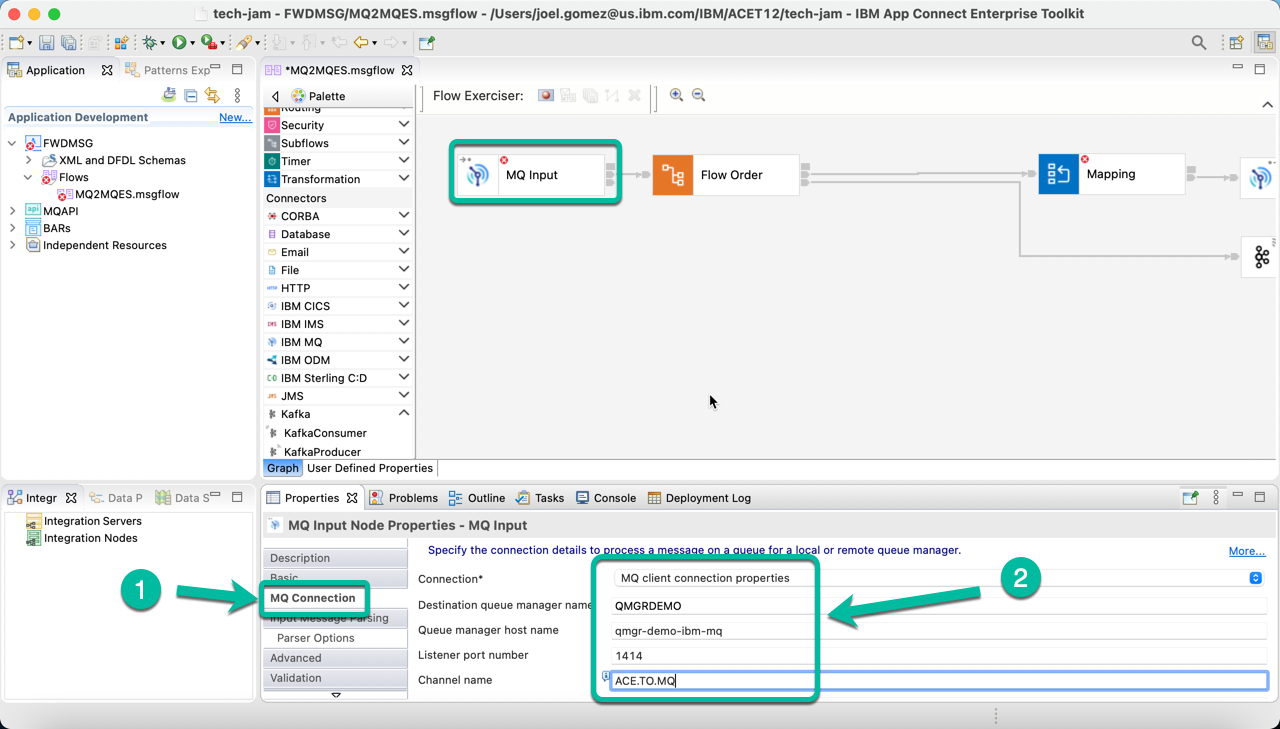 tech-jam - FWDMSG/MQ2MQES.msgflow - /Users/joel.gomez@us.ibm.com/IBM/ACET12/tech-jam - IBM App Connect Enterprise Toolkit
Application
Patterns Exp
*MQ2MQES.msgflow
Application Development
New...
FWDMSG
XML and DFDL Schemas
Flows
MQ2MQES.msgflow
MQAPI
BARs
Independent Resources
Palette
Flow Exerciser:
Routing
Security
Subflows
Timer
Transformation
Connectors
CORBA
Database
Email
File
HTTP
IBM CICS
IBM IMS
IBM MQ
IBM ODM
IBM Sterling C:D
JMS
Kafka
KafkaConsumer
KafkaProducer
MQ Input
Flow Order
Mapping
Graph
User Defined Properties
Integr
Data P
Data S
Integration Servers
Integration Nodes
Properties
Problems
Outline
Tasks
Console
Deployment Log
MQ Input Node Properties - MQ Input
Description
Basic
MQ Connection
Input Message Parsing
Parser Options
Advanced
Validation
Specify the connection details to process a message on a queue for a local or remote queue manager.
More...
Connection*
MQ client connection properties
Destination queue manager name
QMGRDEMO
Queue manager host name
qmgr-demo-ibm-mq
Listener port number
1414
Channel name
ACE.TO.MQ
1
2